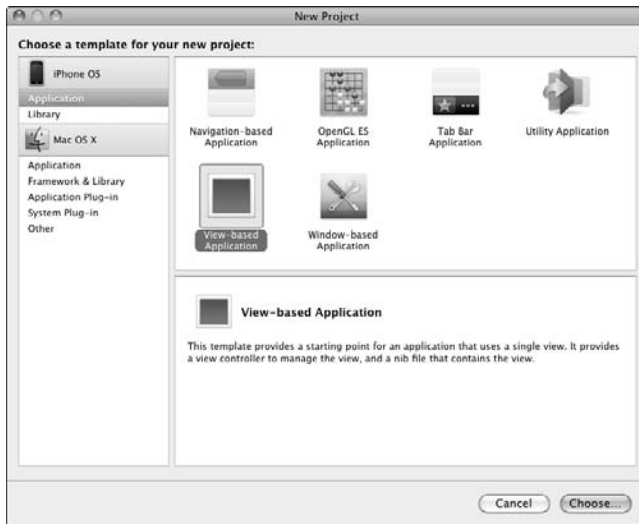 New Project
Choose a template for your new project:
iPhone OS
Application
Library
Mac OS X
Application
Framework & Library
Application Plug-in
System Plug-in
Other
Navigation-based
Application
OpenGL ES
Application
Tab Bar
Application
Utility Application
View-based
Application
Window-based
Application
View-based Application
This template provides a starting point for an application that uses a single view. It provides
a view controller to manage the view, and a nib file that contains the view.
Cancel
Choose...